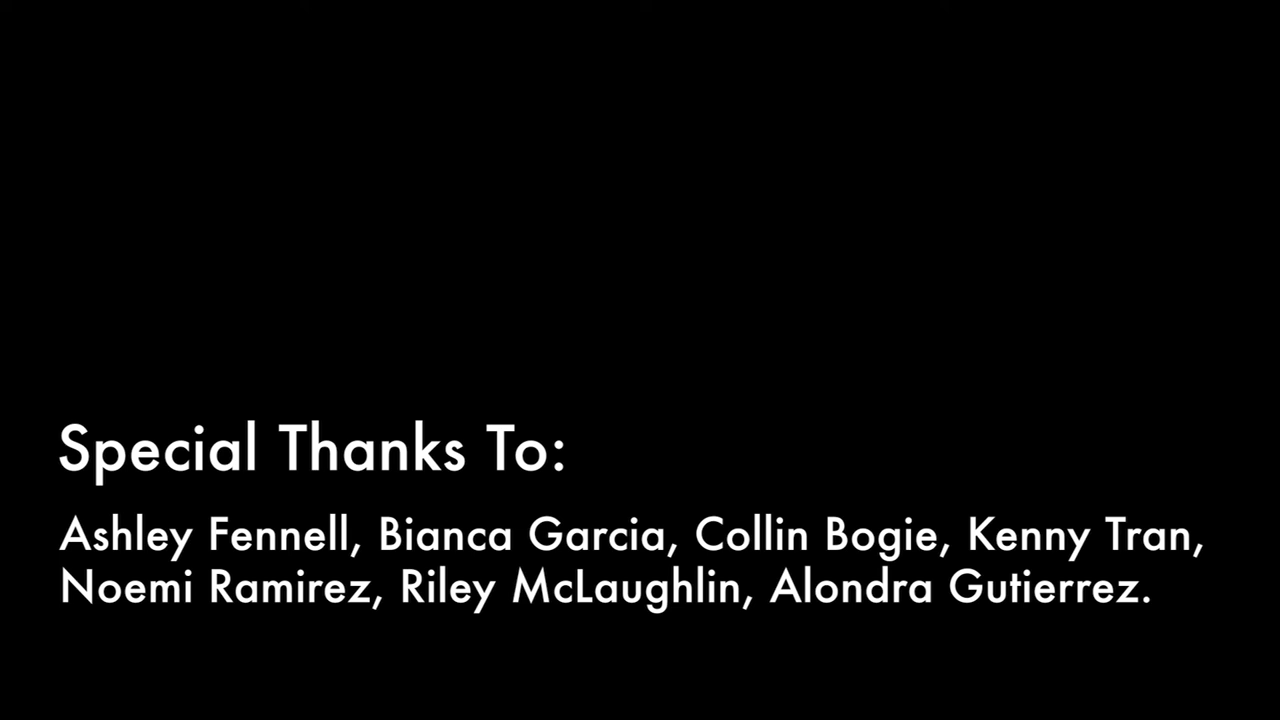 Special Thanks To:
Ashley Fennell, Bianca Garcia, Collin Bogie, Kenny Tran,
Noemi Ramirez, Riley McLaughlin, Alondra Gutierrez.